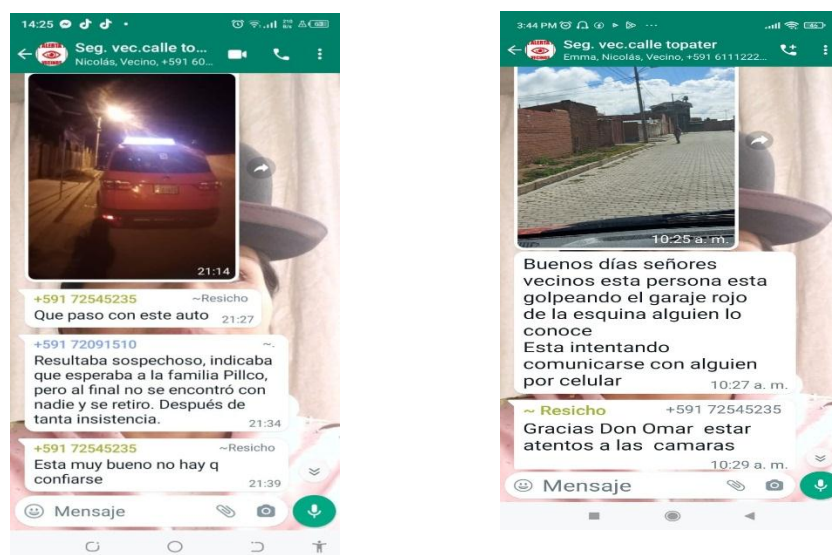 14:25
Seg. vec.calle to...
Nicolás, Vecino, +591 60...
21:14
+591 72545235 ~Resicho
Que paso con este auto 21:27
+591 72091510 ~.
Resultaba sospechoso, indicaba
que esperaba a la familia Pillco,
pero al final no se encontró con
nadie y se retiro. Después de
tanta insistencia. 21:34
+591 72545235 ~Resicho
Esta muy bueno no hay q
confiarse 21:39
Mensaje
3:44 PM
Seg. vec.calle topater
Emma, Nicolás, Vecino, +591 6111222...
10:25 a. m.
Buenos días señores
vecinos esta persona esta
golpeando el garaje rojo
de la esquina alguien lo
conoce
Esta intentando
comunicarse con alguien
por celular 10:27 a. m.
~ Resicho +591 72545235
Gracias Don Omar estar
atentos a las camaras
10:29 a. m.
Mensaje